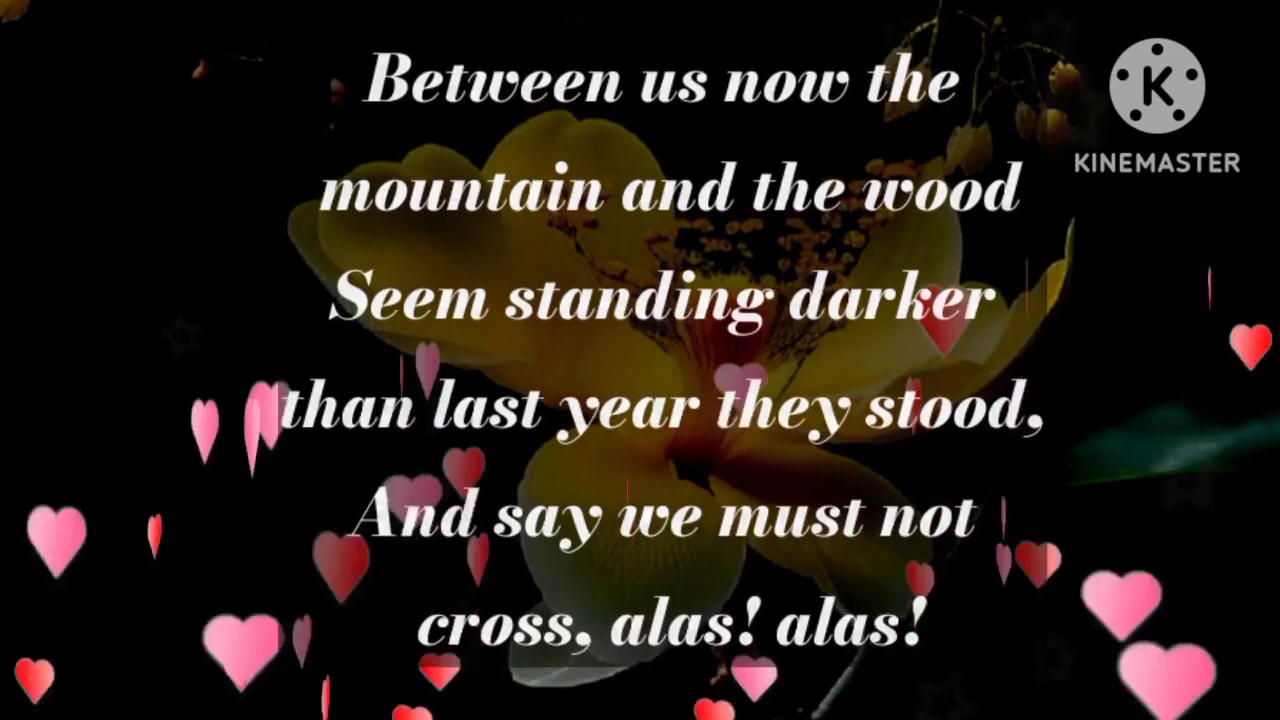 Between us now the
mountain and the wood
Seem standing darker
than last year they stood,
And say we must not
cross, alas! alas!
K
KINEMASTER